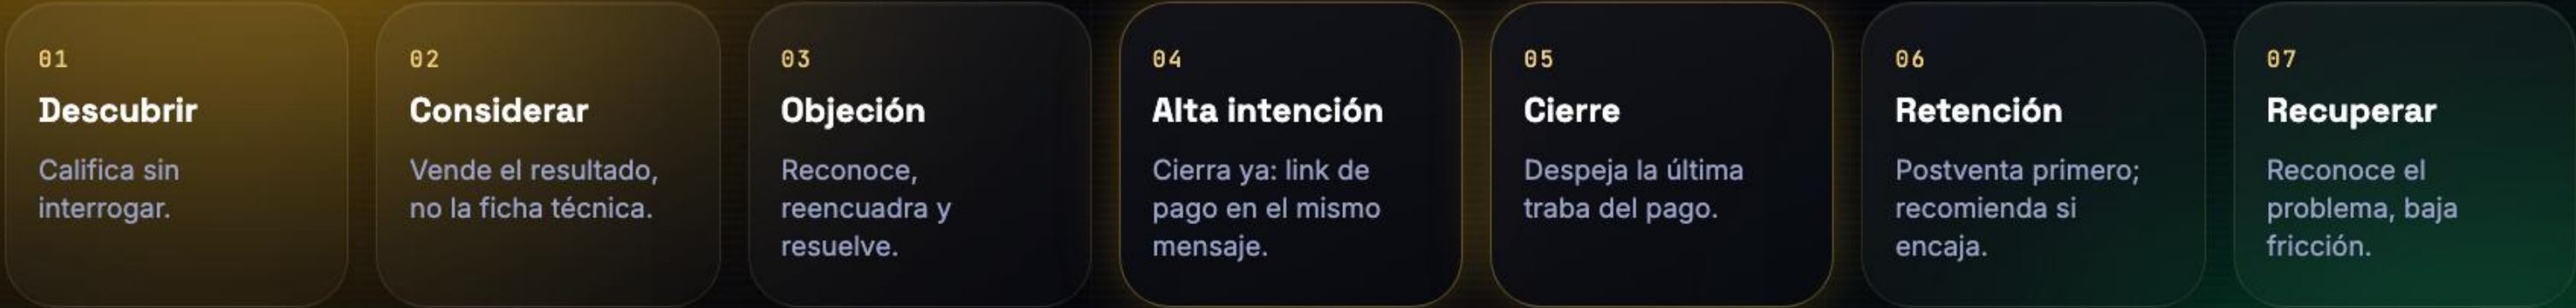 01
Descubrir
Califica sin
interrogar.
02
Considerar
Vende el resultado,
no la ficha técnica.
03
Objeción
Reconoce,
reencuadra y
resuelve.
04
Alta intención
Cierra ya: link de
pago en el mismo
mensaje.
05
Cierre
Despeja la última
traba del pago.
06
Retención
Postventa primero;
recomienda si
encaja.
07
Recuperar
Reconoce el
problema, baja
fricción.